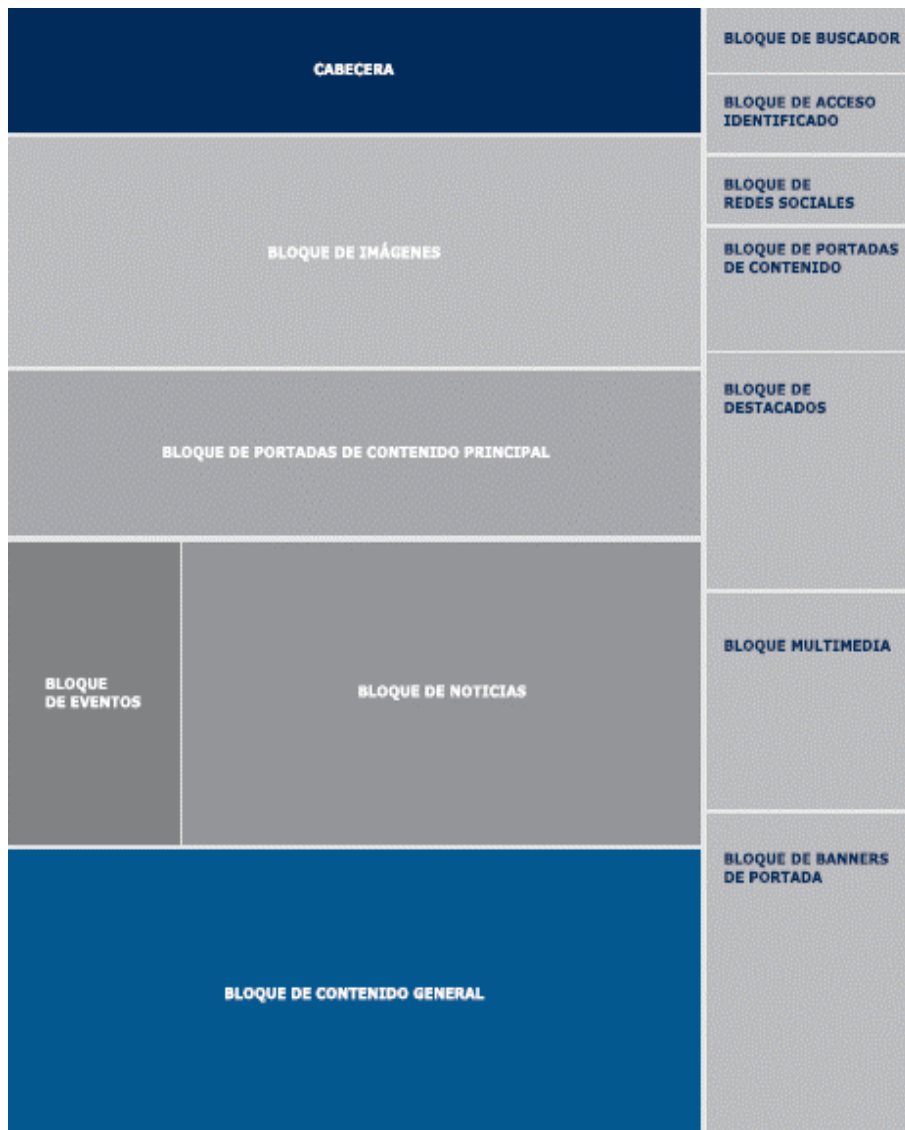 CABECERA
BLOQUE DE IMÁGENES
BLOQUE DE PORTADAS DE CONTENIDO PRINCIPAL
BLOQUE
DE EVENTOS
BLOQUE DE NOTICIAS
BLOQUE DE CONTENIDO GENERAL
BLOQUE DE BUSCADOR
BLOQUE DE ACCESO
IDENTIFICADO
BLOQUE DE
REDES SOCIALES
BLOQUE DE PORTADAS
DE CONTENIDO
BLOQUE DE
DESTACADOS
BLOQUE MULTIMEDIA
BLOQUE DE BANNERS
DE PORTADA